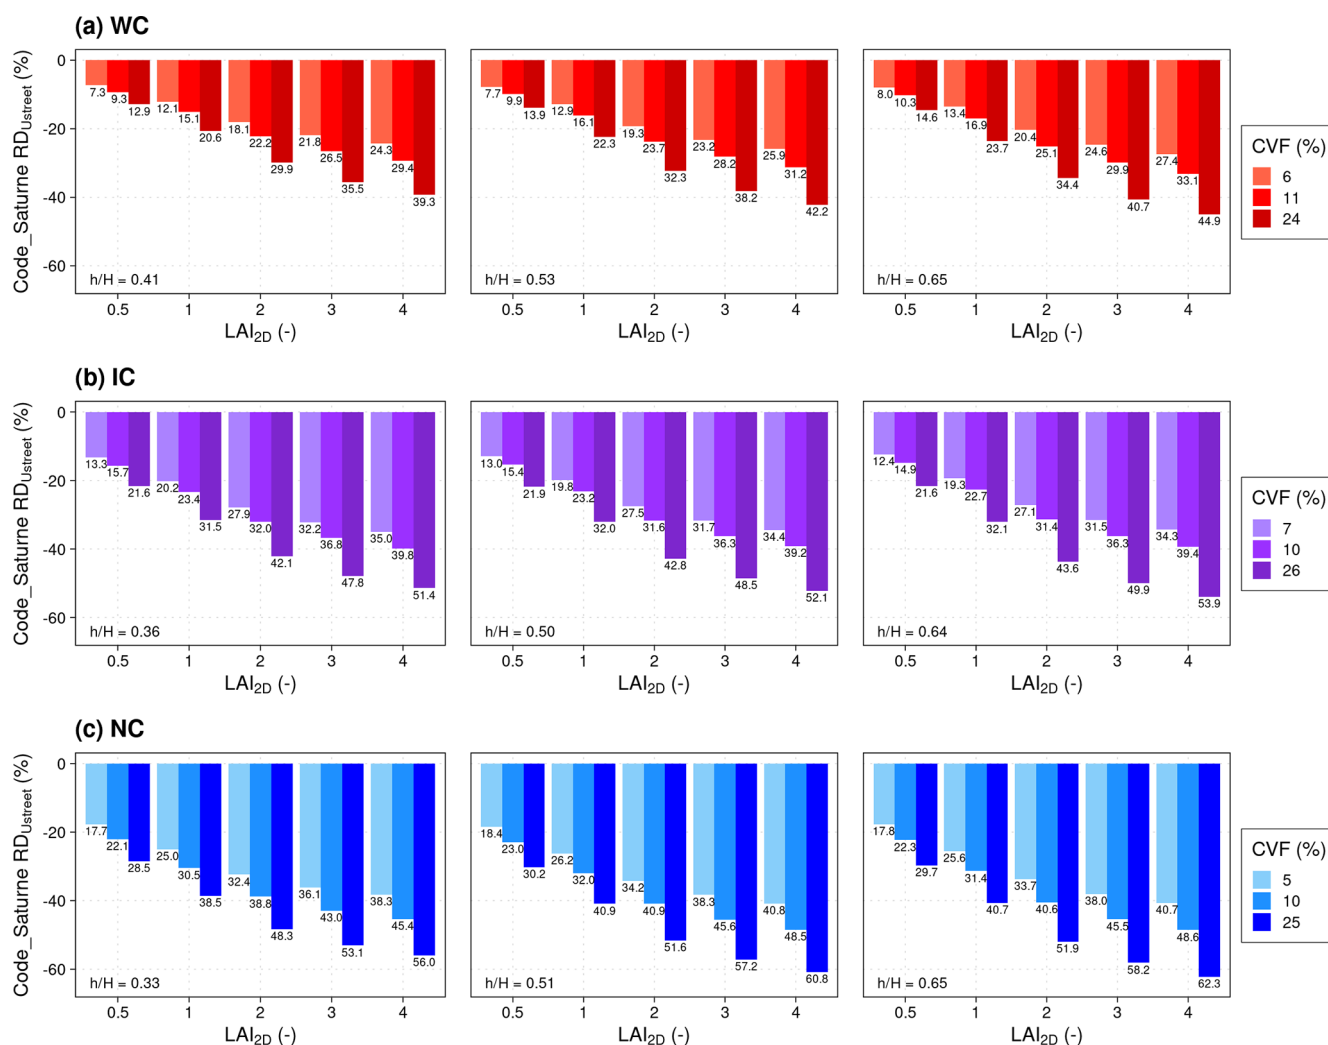 (a) WC
Code_Saturne RD_Ustreet (%)
0
-20
-40
-60
7.3 9.3 12.9 12.1 15.1 20.6 18.1 22.2 29.9 21.8 26.5 35.5 24.3 29.4 39.3
h/H = 0.41
0.5 1 2 3 4
LAI2D (-)
7.7 9.9 13.9 12.9 16.1 22.3 19.3 23.7 32.3 23.2 28.2 38.2 25.9 31.2 42.2
h/H = 0.53
0.5 1 2 3 4
LAI2D (-)
8.0 10.3 14.6 13.4 16.9 23.7 20.4 25.1 34.4 24.6 29.9 40.7 27.4 33.1 44.9
h/H = 0.65
0.5 1 2 3 4
LAI2D (-)
CVF (%)
6
11
24
(b) IC
Code_Saturne RD_Ustreet (%)
0
-20
-40
-60
13.3 15.7 21.6 20.2 23.4 31.5 27.9 32.0 42.1 32.2 36.8 47.8 35.0 39.8 51.4
h/H = 0.36
0.5 1 2 3 4
LAI2D (-)
13.0 15.4 21.9 19.8 23.2 32.0 27.5 31.6 42.8 31.7 36.3 48.5 34.4 39.2 52.1
h/H = 0.50
0.5 1 2 3 4
LAI2D (-)
12.4 14.9 21.6 19.3 22.7 32.1 27.1 31.4 43.6 31.5 36.3 49.9 34.3 39.4 53.9
h/H = 0.64
0.5 1 2 3 4
LAI2D (-)
CVF (%)
7
10
26
(c) NC
Code_Saturne RD_Ustreet (%)
0
-20
-40
-60
17.7 22.1 28.5 25.0 30.5 38.5 32.4 38.8 48.3 36.1 43.0 53.1 38.3 45.4 56.0
h/H = 0.33
0.5 1 2 3 4
LAI2D (-)
18.4 23.0 30.2 26.2 32.0 40.9 34.2 40.9 51.6 38.3 45.6 57.2 40.8 48.5 60.8
h/H = 0.51
0.5 1 2 3 4
LAI2D (-)
17.8 22.3 29.7 25.6 31.4 40.7 33.7 40.6 51.9 38.0 45.5 58.2 40.7 48.6 62.3
h/H = 0.65
0.5 1 2 3 4
LAI2D (-)
CVF (%)
5
10
25